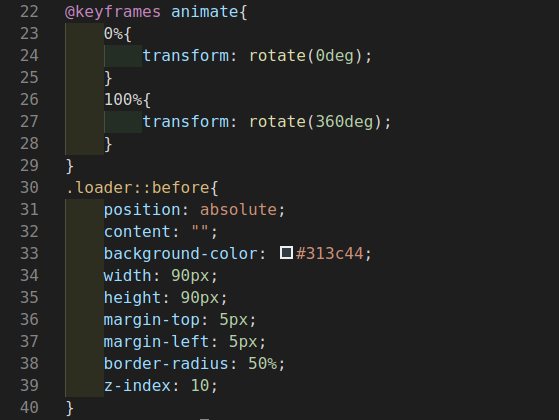 22 @keyframes animate{
23     0%{
24         transform: rotate(0deg);
25     }
26     100%{
27         transform: rotate(360deg);
28     }
29 }
30 .loader::before{
31     position: absolute;
32     content: "";
33     background-color: #313c44;
34     width: 90px;
35     height: 90px;
36     margin-top: 5px;
37     margin-left: 5px;
38     border-radius: 50%;
39     z-index: 10;
40 }